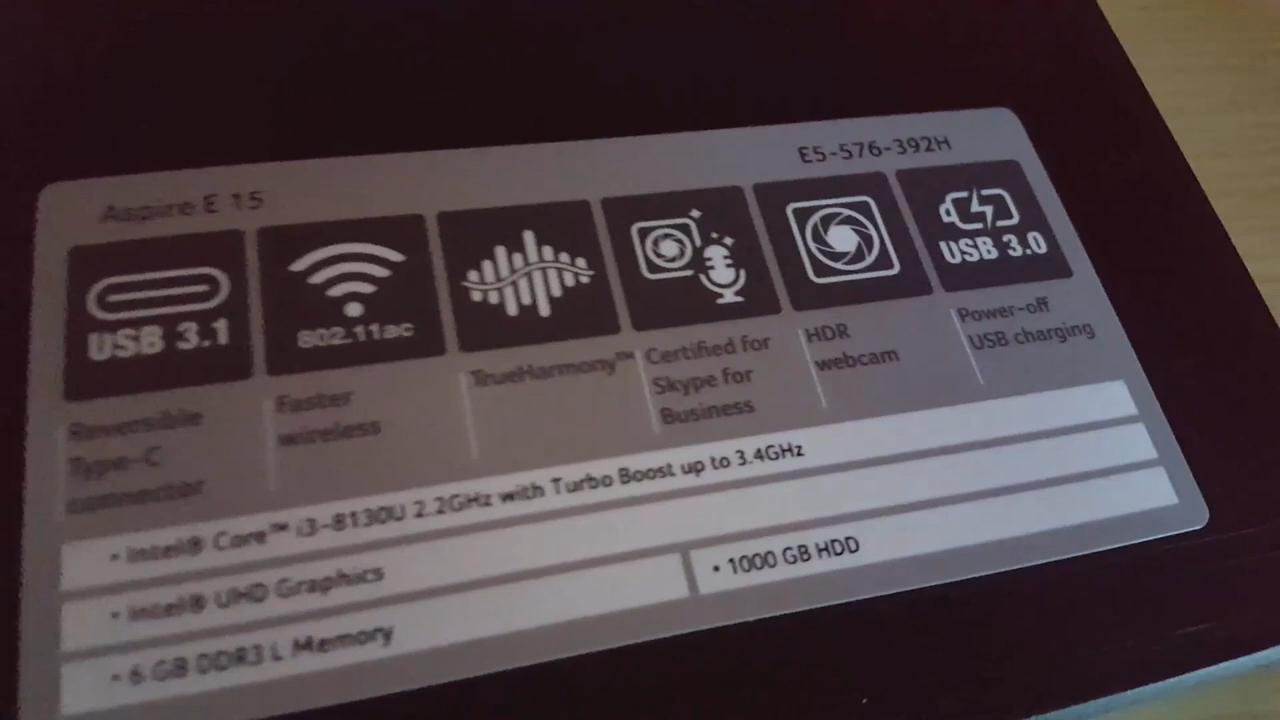 Aspire E 15
E5-576-392H
USB 3.1
802.11ac
USB 3.0
Reversible
Type-C
connector
Faster
wireless
TrueHarmony™
Certified for
Skype for
Business
HDR
webcam
Power-off
USB charging
• Intel® Core™ i3-8130U 2.2GHz with Turbo Boost up to 3.4GHz
• Intel® UHD Graphics
• 6 GB DDR3 L Memory
• 1000 GB HDD